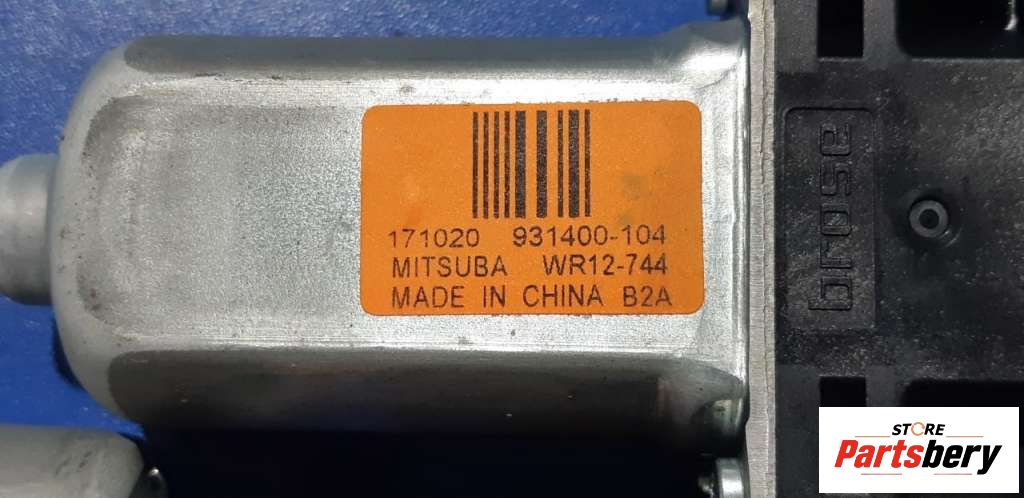 171020 931400-104
MITSUBA WR12-744
MADE IN CHINA B2A
brose
STORE
Partsbery